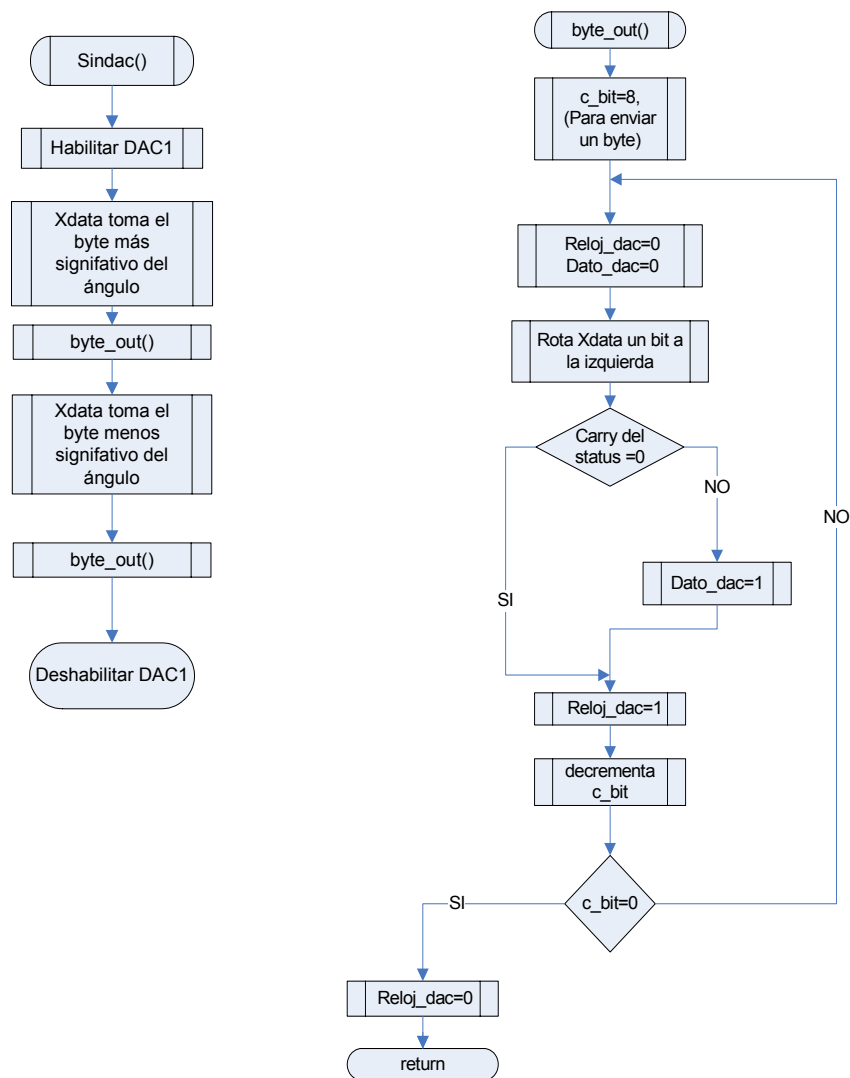 Sindac()
Habilitar DAC1
Xdata toma el
byte más
signifativo del
ángulo
byte_out()
Xdata toma el
byte menos
signifativo del
ángulo
byte_out()
Deshabilitar DAC1
byte_out()
c_bit=8,
(Para enviar
un byte)
Reloj_dac=0
Dato_dac=0
Rota Xdata un bit a
la izquierda
Carry del
status =0
NO
Dato_dac=1
SI
Reloj_dac=1
decrementa
c_bit
c_bit=0
NO
SI
Reloj_dac=0
return